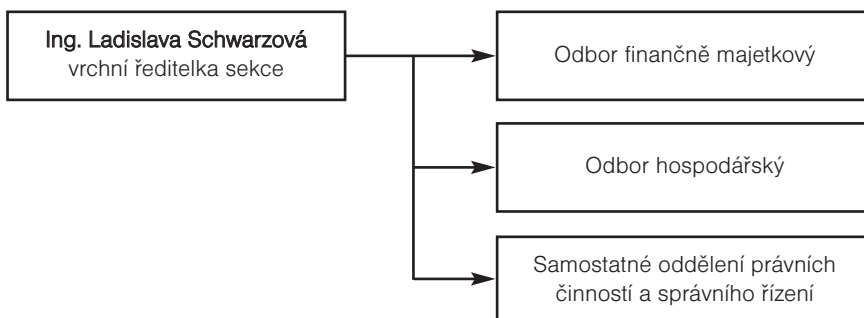 Ing. Ladislava Schwarzová
vrchní ředitelka sekce
Odbor finančně majetkový
Odbor hospodářský
Samostatné oddělení právních
činností a správního řízení